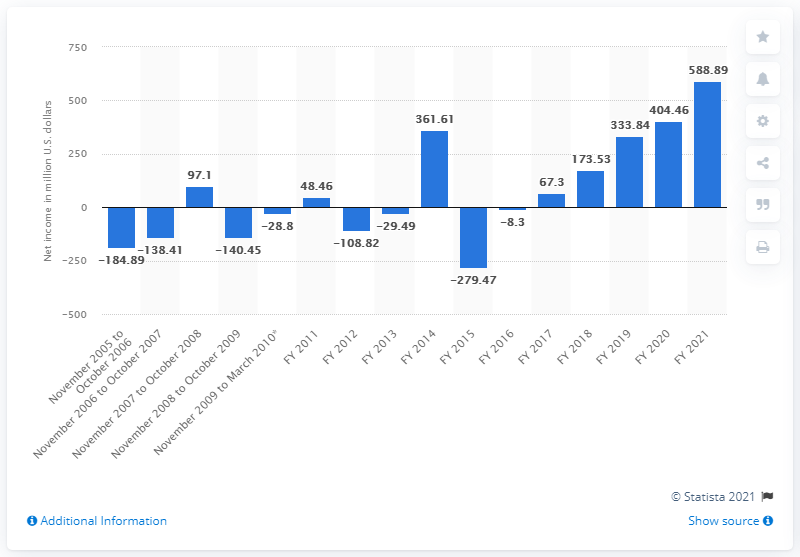 Net income in million U.S. dollars
750
500
250
0
−250
−500
−184.89
−138.41
97.1
−140.45
−28.8
48.46
−108.82
−29.49
361.61
−279.47
−8.3
67.3
173.53
333.84
404.46
588.89
November 2005 to
October 2006
November 2006 to October 2007
November 2007 to October 2008
November 2008 to October 2009
November 2009 to March 2010*
FY 2011
FY 2012
FY 2013
FY 2014
FY 2015
FY 2016
FY 2017
FY 2018
FY 2019
FY 2020
FY 2021
© Statista 2021
Additional Information
Show source